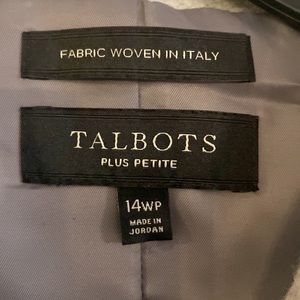 FABRIC WOVEN IN ITALY
TALBOTS
PLUS PETITE
14WP
MADE IN
JORDAN